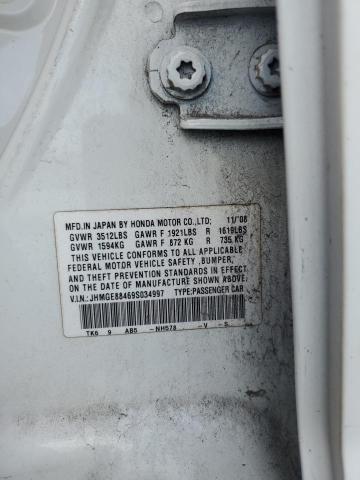 MFD.IN JAPAN BY HONDA MOTOR CO.,LTD; 11/'08
GVWR 3512LBS GAWR F 1921LBS R 1619LBS
GVWR 1594KG GAWR F 872 KG R 735 KG
THIS VEHICLE CONFORMS TO ALL APPLICABLE
FEDERAL MOTOR VEHICLE SAFETY ,BUMPER,
AND THEFT PREVENTION STANDARDS IN EFFECT
ON THE DATE OF MANUFACTURE SHOWN ABOVE.
V.I.N.: JHMGE88469S034997 TYPE:PASSENGER CAR
TK6 9 AB5 -NH578 -V -S